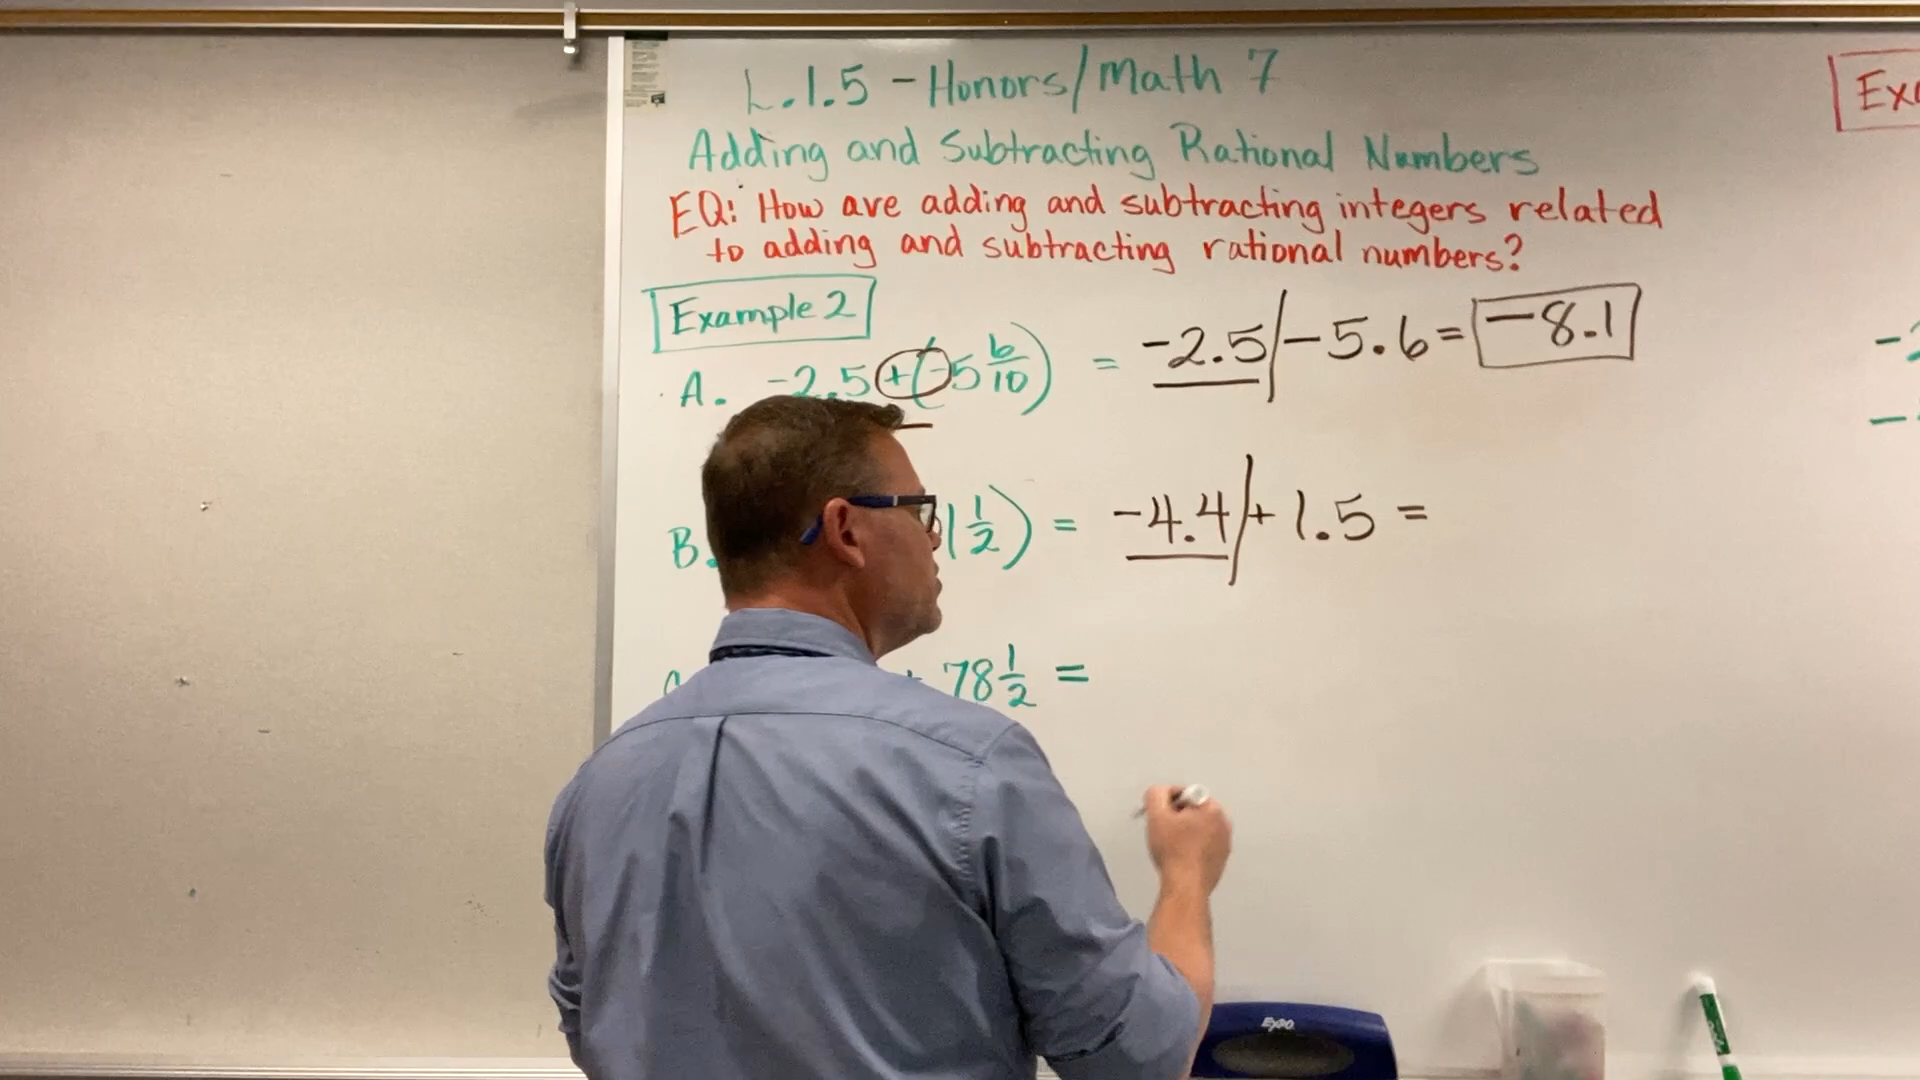 L.1.5 - Honors/Math 7
Adding and Subtracting Rational Numbers
EQ: How are adding and subtracting integers related
to adding and subtracting rational numbers?
Example 2
A. -2.5 + (-5 6/10) = -2.5 - 5.6 = -8.1
B. 1 1/2) = -4.4 + 1.5 =
+ 78 1/2 =
EXPO